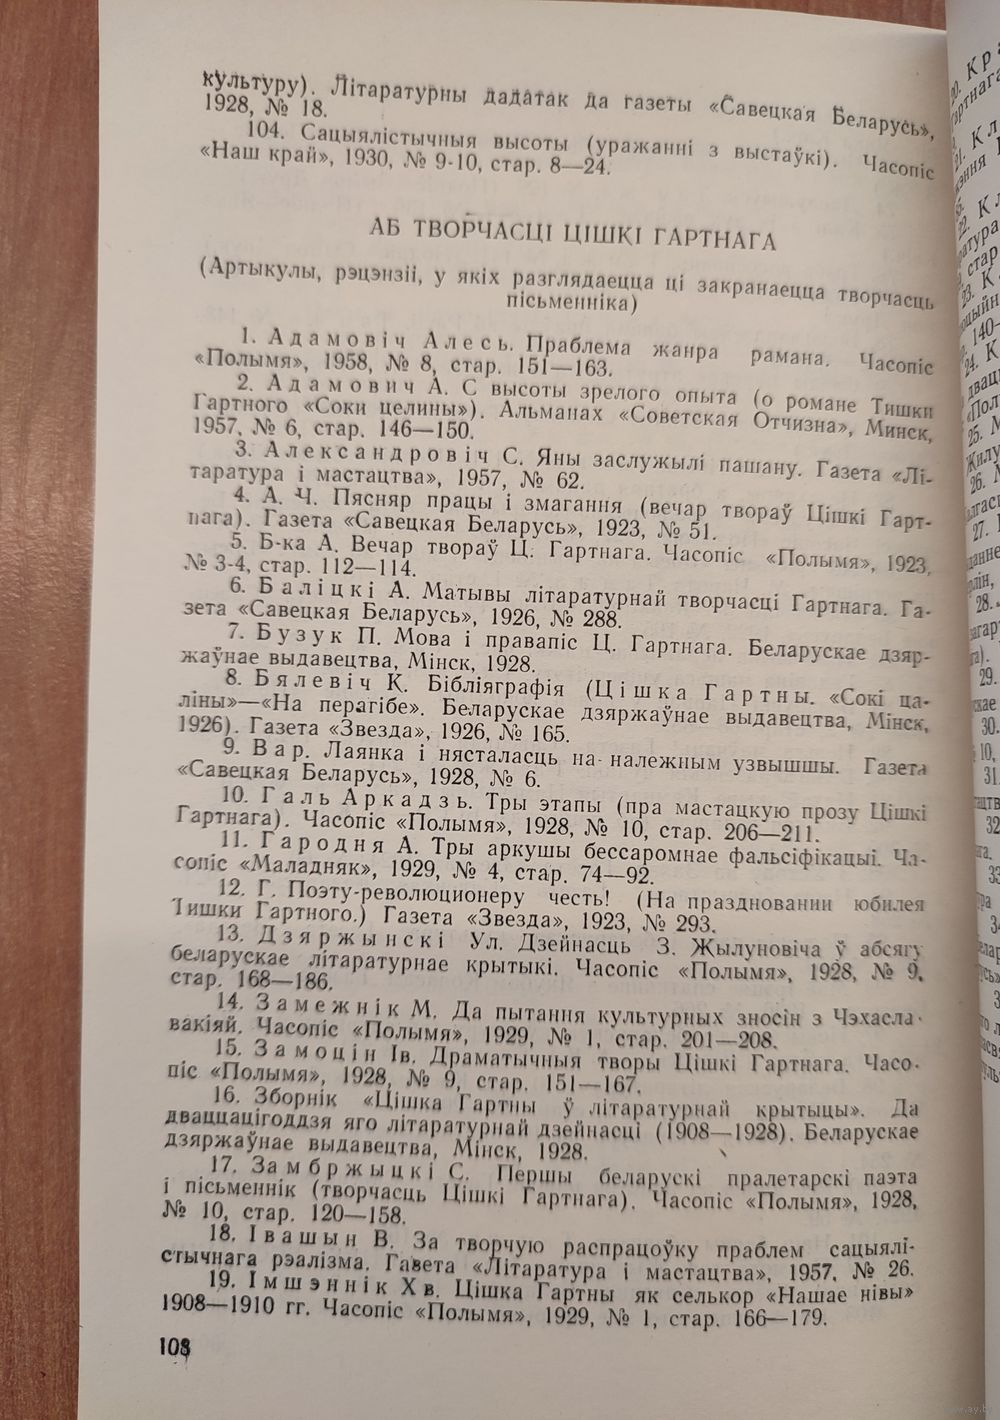 культуру). Літаратурны дадатак да газеты «Савецкая Беларусь»,
1928, № 18.
104. Сацыялістычныя высоты (уражанні з выстаўкі). Часопіс
«Наш край», 1930, № 9-10, стар. 8—24.
АБ ТВОРЧАСЦІ ЦІШКІ ГАРТНАГА
(Артыкулы, рэцэнзіі, у якіх разглядаецца ці закранаецца творчасць
пісьменніка)
1. Адамовіч Алесь. Праблема жанра рамана. Часопіс
«Полымя», 1958, № 8, стар. 151—163.
2. Адамович А. С высоты зрелого опыта (о романе Тишки
Гартного «Соки целины»). Альманах «Советская Отчизна», Минск,
1957, № 6, стар. 146—150.
3. Александровіч С. Яны заслужылі пашану. Газета «Лі-
таратура і мастацтва», 1957, № 62.
4. А. Ч. Пясняр працы і змагання (вечар твораў Цішкі Гарт-
нага). Газета «Савецкая Беларусь», 1923, № 51.
5. Б-ка А. Вечар твораў Ц. Гартнага. Часопіс «Полымя», 1923,
№ 3-4, стар. 112—114.
6. Баліцкі А. Матывы літаратурнай творчасці Гартнага. Га-
зета «Савецкая Беларусь», 1926, № 288.
7. Бузук П. Мова і правапіс Ц. Гартнага. Беларускае дзяр-
жаўнае выдавецтва, Мінск, 1928.
8. Бялевіч К. Бібліяграфія (Цішка Гартны. «Сокі ца-
ліны»—«На перагібе». Беларускае дзяржаўнае выдавецтва, Мінск,
1926). Газета «Звезда», 1926, № 165.
9. Вар. Лаянка і нясталасць на-належным узвышшы. Газета
«Савецкая Беларусь», 1928, № 6.
10. Галь Аркадзь. Тры этапы (пра мастацкую прозу Цішкі
Гартнага). Часопіс «Полымя», 1928, № 10, стар. 206—211.
11. Гародня А. Тры аркушы бессаромнае фальсіфікацыі. Ча-
сопіс «Маладняк», 1929, № 4, стар. 74—92.
12. Г. Поэту-революционеру честь! (На праздновании юбилея
Тишки Гартного.) Газета «Звезда», 1923, № 293.
13. Дзяржынскі Ул. Дзейнасць З. Жылуновіча ў абсягу
беларускае літаратурнае крытыкі. Часопіс «Полымя», 1928, № 9,
стар. 168—186.
14. Замежнік М. Да пытання культурных зносін з Чэхасла-
вакіяй. Часопіс «Полымя», 1929, № 1, стар. 201—208.
15. Замоцін Ів. Драматычныя творы Цішкі Гартнага. Часо-
піс «Полымя», 1928, № 9, стар. 151—167.
16. Зборнік «Цішка Гартны ў літаратурнай крытыцы». Да
дваццацігоддзя яго літаратурнай дзейнасці (1908—1928). Беларускае
дзяржаўнае выдавецтва, Мінск, 1928.
17. Замбржыцкі С. Першы беларускі пралетарскі паэта
і пісьменнік (творчасць Цішкі Гартнага). Часопіс «Полымя», 1928,
№ 10, стар. 120—158.
18. Івашын В. За творчую распрацоўку праблем сацыялі-
стычнага рэалізма. Газета «Літаратура і мастацтва», 1957, № 26.
19. Імшэннік Хв. Цішка Гартны як селькор «Нашае нівы»
1908—1910 гг. Часопіс «Полымя», 1929, № 1, стар. 166—179.
108